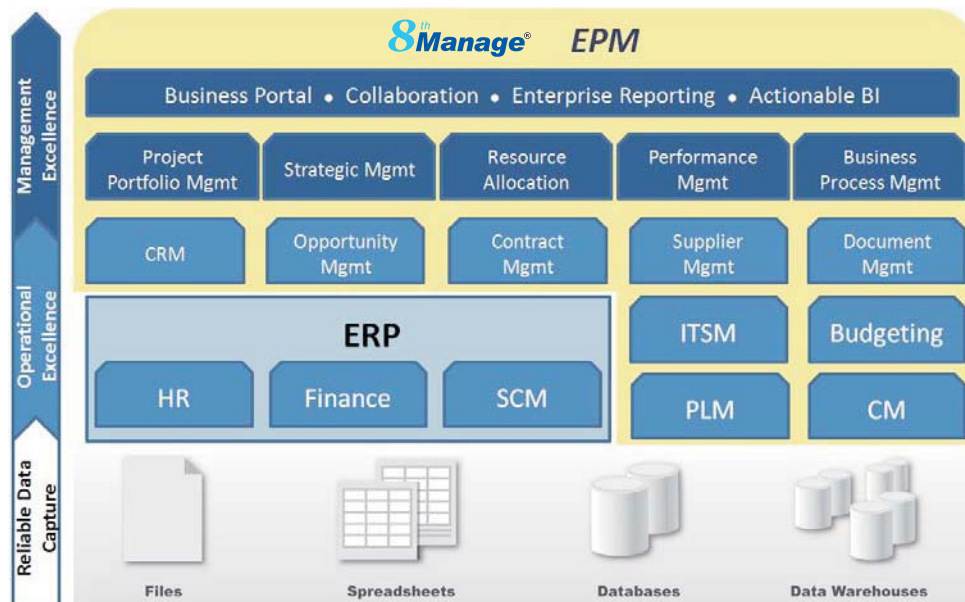 8th Manage® EPM
Business Portal • Collaboration • Enterprise Reporting • Actionable BI
Project
Portfolio Mgmt
Strategic Mgmt
Resource
Allocation
Performance
Mgmt
Business
Process Mgmt
CRM
Opportunity
Mgmt
Contract
Mgmt
Supplier
Mgmt
Document
Mgmt
ERP
HR
Finance
SCM
ITSM
Budgeting
PLM
CM
Files
Spreadsheets
Databases
Data Warehouses
Management
Excellence
Operational
Excellence
Reliable Data
Capture